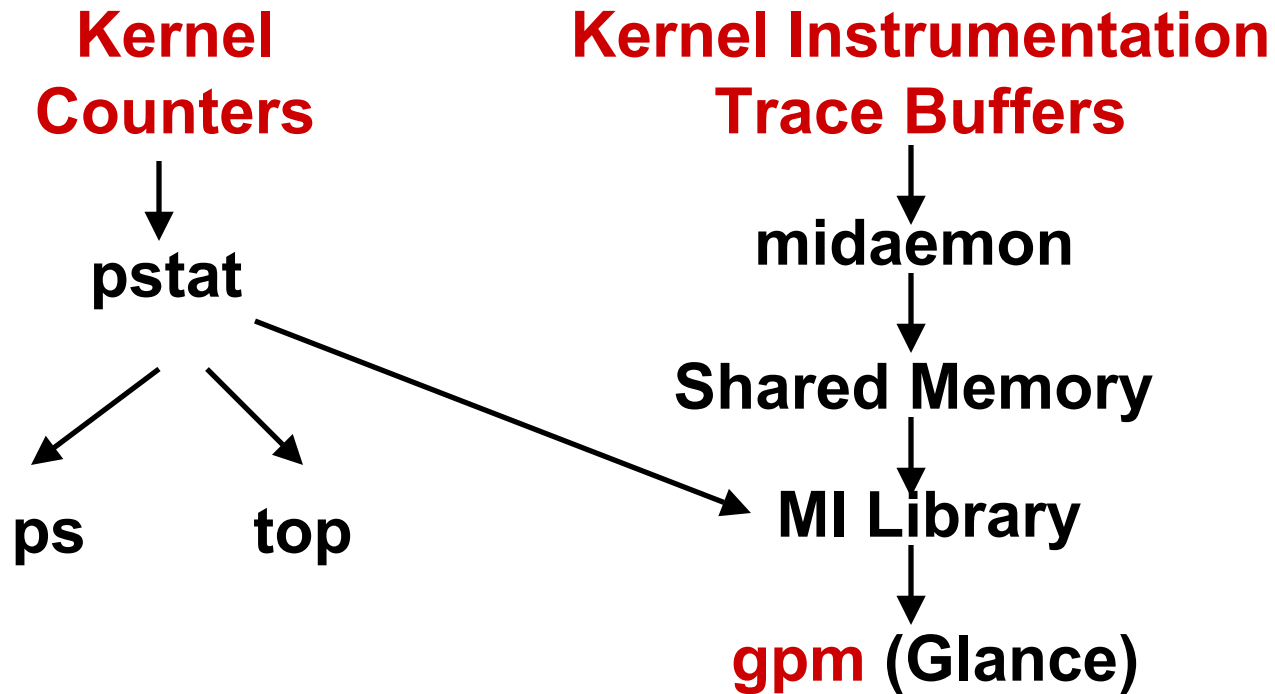 Kernel
Counters
Kernel Instrumentation
Trace Buffers
pstat
midaemon
Shared Memory
ps
top
MI Library
gpm (Glance)